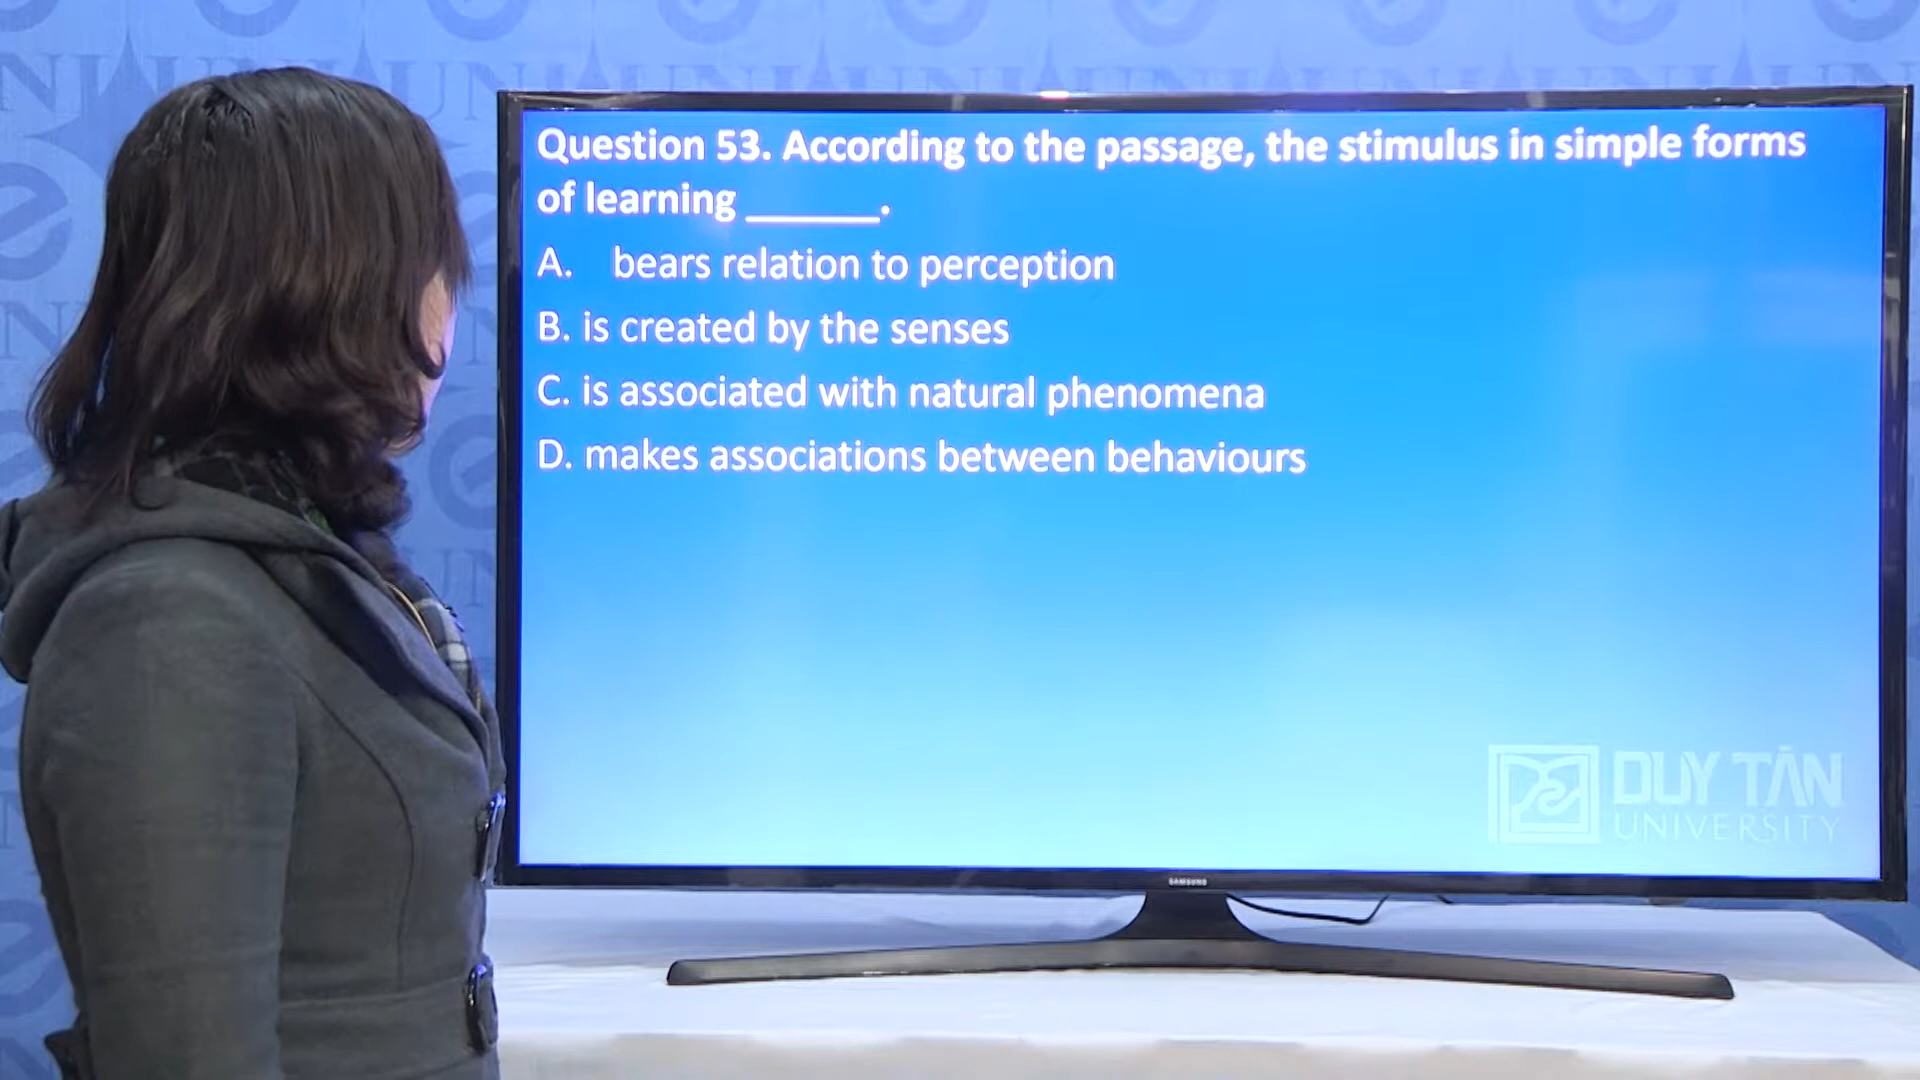 Question 53. According to the passage, the stimulus in simple forms
of learning ______.
A. bears relation to perception
B. is created by the senses
C. is associated with natural phenomena
D. makes associations between behaviours
DUY TÂN
UNIVERSITY
SAMSUNG